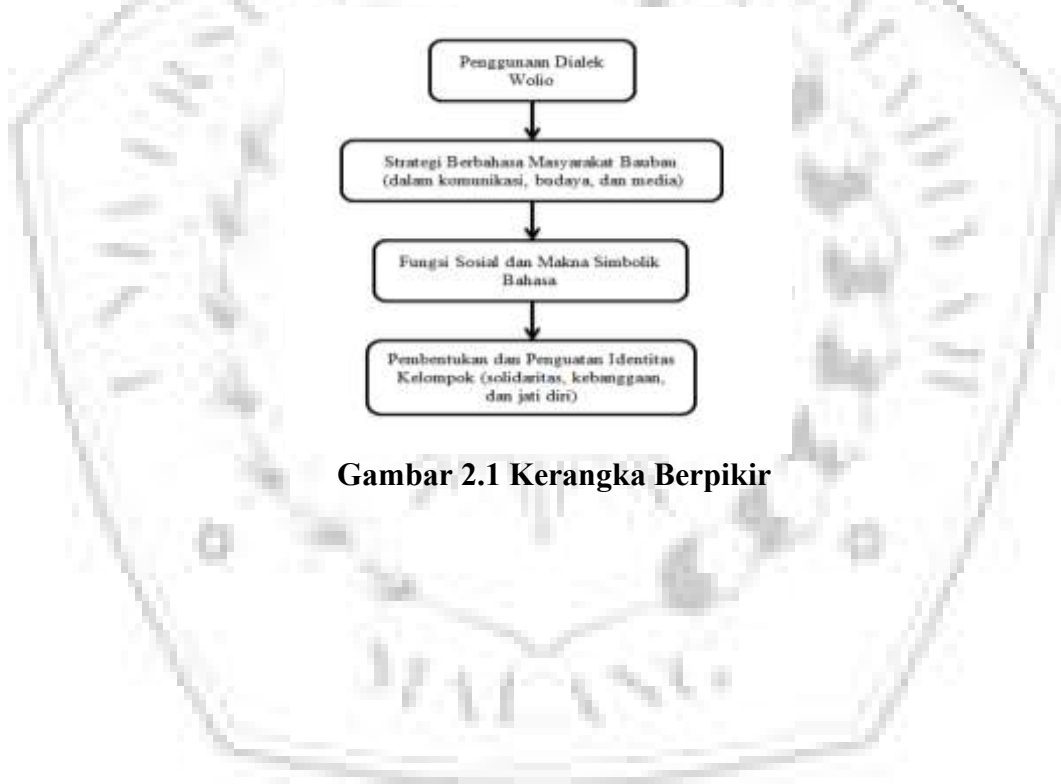 Penggunaan Dialek
Wolio
Strategi Berbahasa Masyarakat Baubau
(dalam komunikasi, budaya, dan media)
Fungsi Sosial dan Makna Simbolik
Bahasa
Pembentukan dan Penguatan Identitas
Kelompok (solidaritas, kebanggaan,
dan jati diri)
Gambar 2.1 Kerangka Berpikir